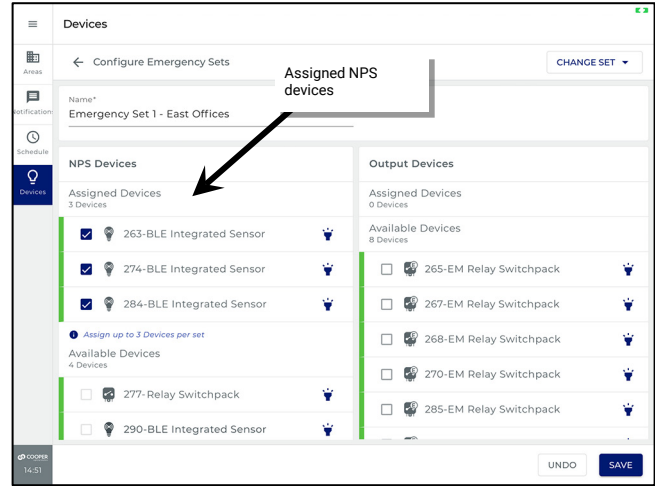 Devices
Areas
Configure Emergency Sets
CHANGE SET
Assigned NPS
devices
Notifications
Name*
Emergency Set 1 - East Offices
Schedule
Devices
NPS Devices
Assigned Devices
3 Devices
263-BLE Integrated Sensor
274-BLE Integrated Sensor
284-BLE Integrated Sensor
Assign up to 3 Devices per set
Available Devices
4 Devices
277-Relay Switchpack
290-BLE Integrated Sensor
Output Devices
Assigned Devices
0 Devices
Available Devices
8 Devices
265-EM Relay Switchpack
267-EM Relay Switchpack
268-EM Relay Switchpack
270-EM Relay Switchpack
285-EM Relay Switchpack
COOPER
14:51
UNDO
SAVE